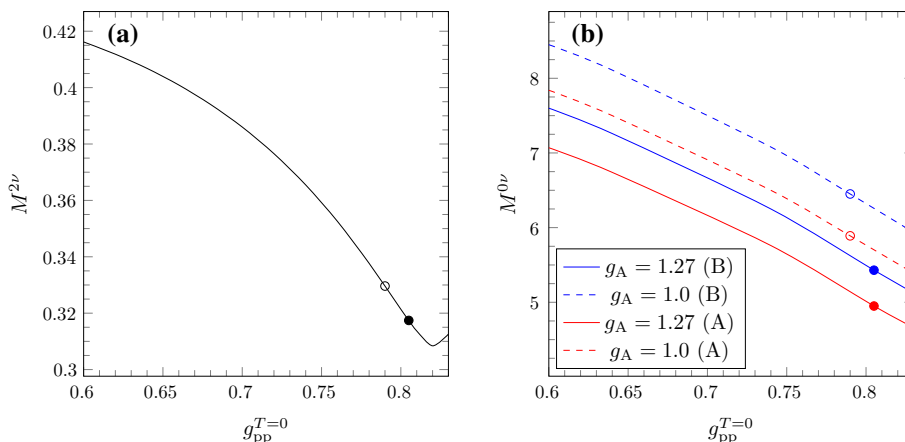 (a)
0.42
0.4
0.38
0.36
0.34
0.32
0.3
0.6 0.65 0.7 0.75 0.8
M^{2ν}
g_{pp}^{T=0}
(b)
8
7
6
5
0.6 0.65 0.7 0.75 0.8
M^{0ν}
g_{pp}^{T=0}
g_A = 1.27 (B)
g_A = 1.0 (B)
g_A = 1.27 (A)
g_A = 1.0 (A)